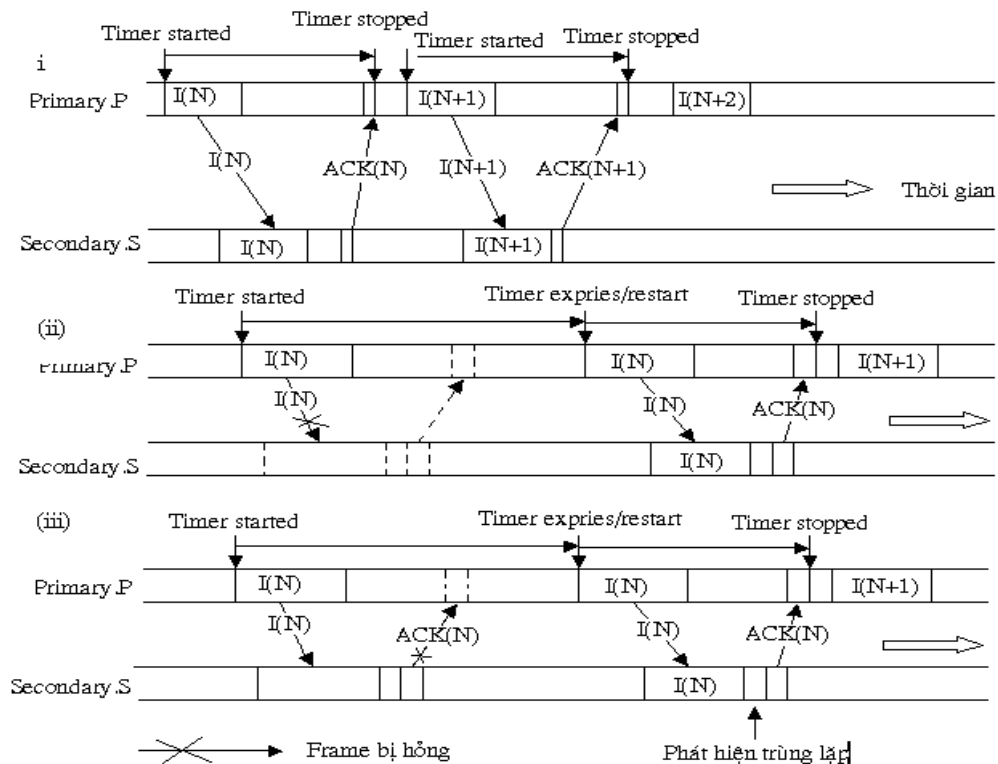 Timer started
Timer stopped
Timer started
Timer stopped
i
Primary .P
I(N)
I(N+1)
I(N+2)
I(N)
ACK(N)
I(N+1)
ACK(N+1)
Thời gian
Secondary .S
I(N)
I(N+1)
Timer started
Timer expries/restart
Timer stopped
(ii)
Primary .P
I(N)
I(N)
I(N+1)
I(N)
I(N)
ACK(N)
Secondary .S
I(N)
(iii)
Timer started
Timer expries/restart
Timer stopped
Primary .P
I(N)
I(N)
I(N+1)
I(N)
ACK(N)
I(N)
ACK(N)
Secondary .S
I(N)
Frame bị hỏng
Phát hiện trùng lặp